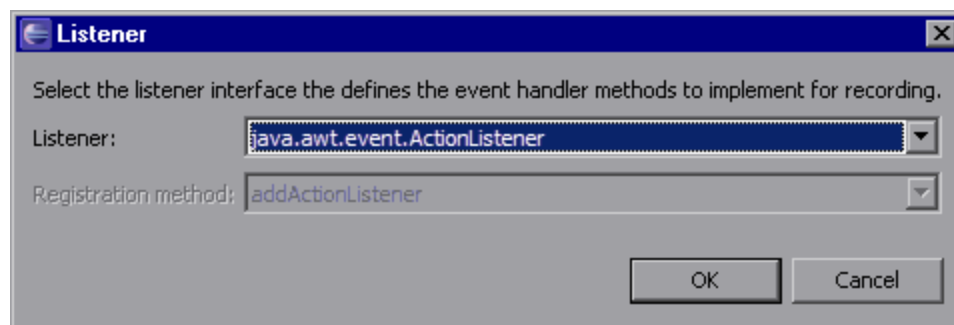 Listener
Select the listener interface the defines the event handler methods to implement for recording.
Listener: java.awt.event.ActionListener
Registration method: addActionListener
OK Cancel